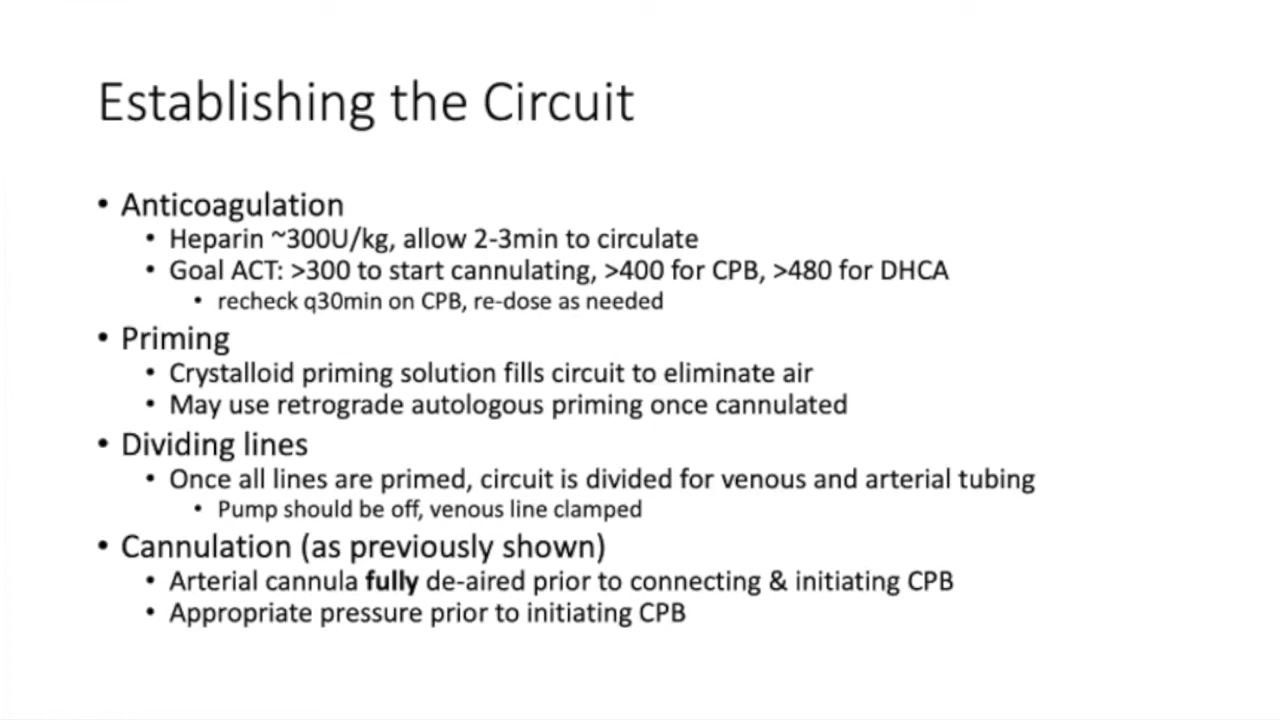 Establishing the Circuit
• Anticoagulation
• Heparin ~300U/kg, allow 2-3min to circulate
• Goal ACT: >300 to start cannulating, >400 for CPB, >480 for DHCA
• recheck q30min on CPB, re-dose as needed
• Priming
• Crystalloid priming solution fills circuit to eliminate air
• May use retrograde autologous priming once cannulated
• Dividing lines
• Once all lines are primed, circuit is divided for venous and arterial tubing
• Pump should be off, venous line clamped
• Cannulation (as previously shown)
• Arterial cannula fully de-aired prior to connecting & initiating CPB
• Appropriate pressure prior to initiating CPB